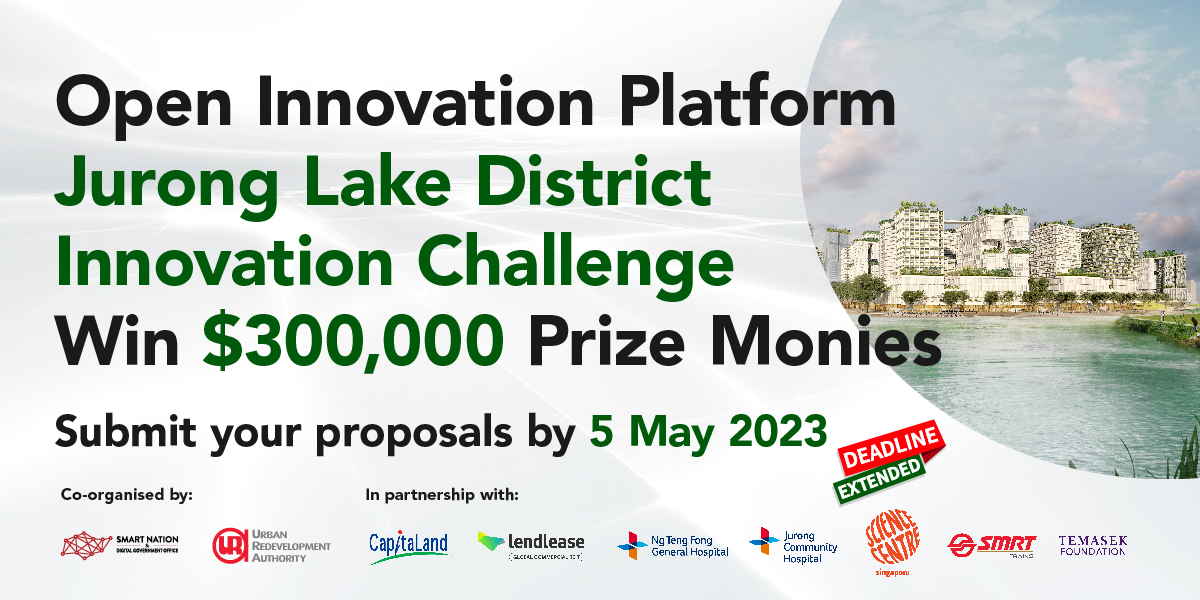 Open Innovation Platform
Jurong Lake District
Innovation Challenge
Win $300,000 Prize Monies
Submit your proposals by 5 May 2023
DEADLINE
EXTENDED
Co-organised by:
In partnership with:
SMART NATION
&
DIGITAL GOVERNMENT OFFICE
URA
URBAN
REDEVELOPMENT
AUTHORITY
CapitaLand
lendlease
Ng Teng Fong
General Hospital
Jurong
Community
Hospital
SCIENCE
CENTRE
singapore
SMRT
TRAINS
TEMASEK
FOUNDATION